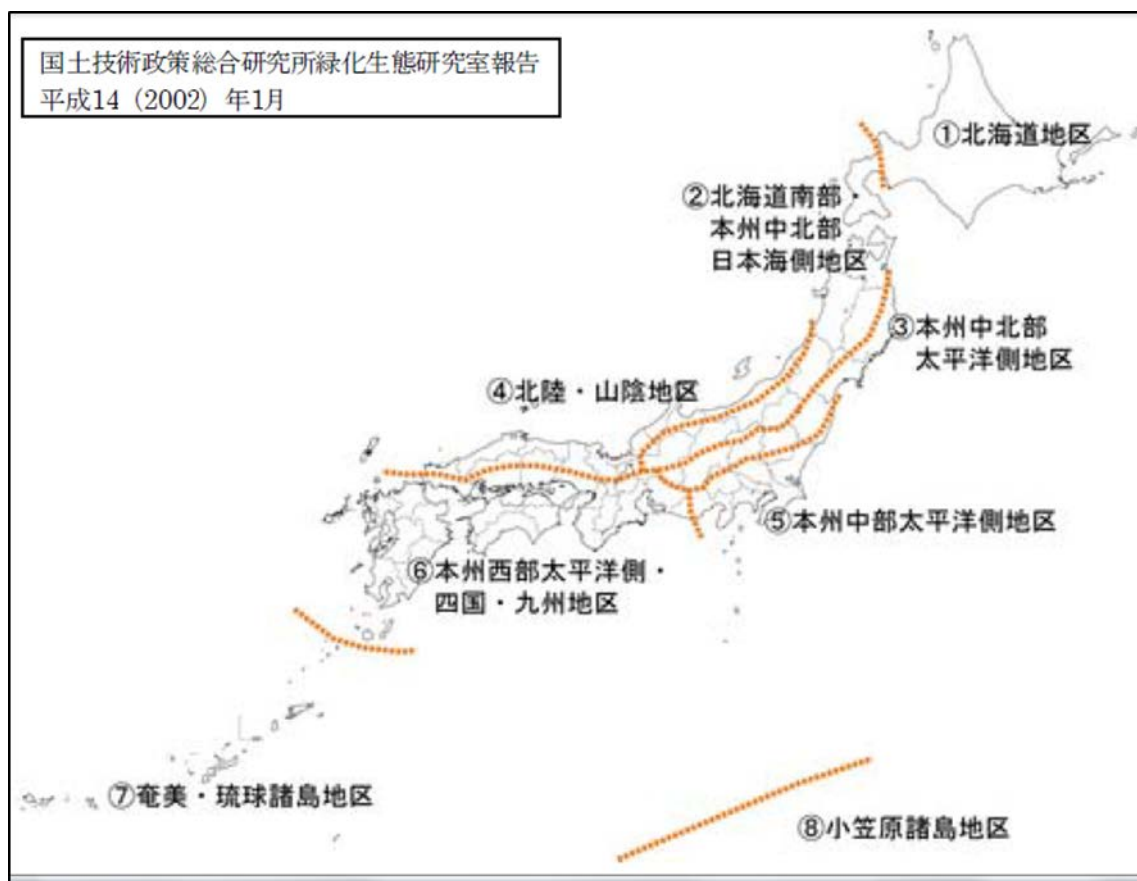 国土技術政策総合研究所緑化生態研究室報告
平成14（2002）年1月
①北海道地区
②北海道南部
本州中北部
日本海側地区
③本州中北部
太平洋側地区
④北陸・山陰地区
⑤本州中部太平洋側地区
⑥本州西部太平洋側・
四国・九州地区
⑦奄美・琉球諸島地区
⑧小笠原諸島地区